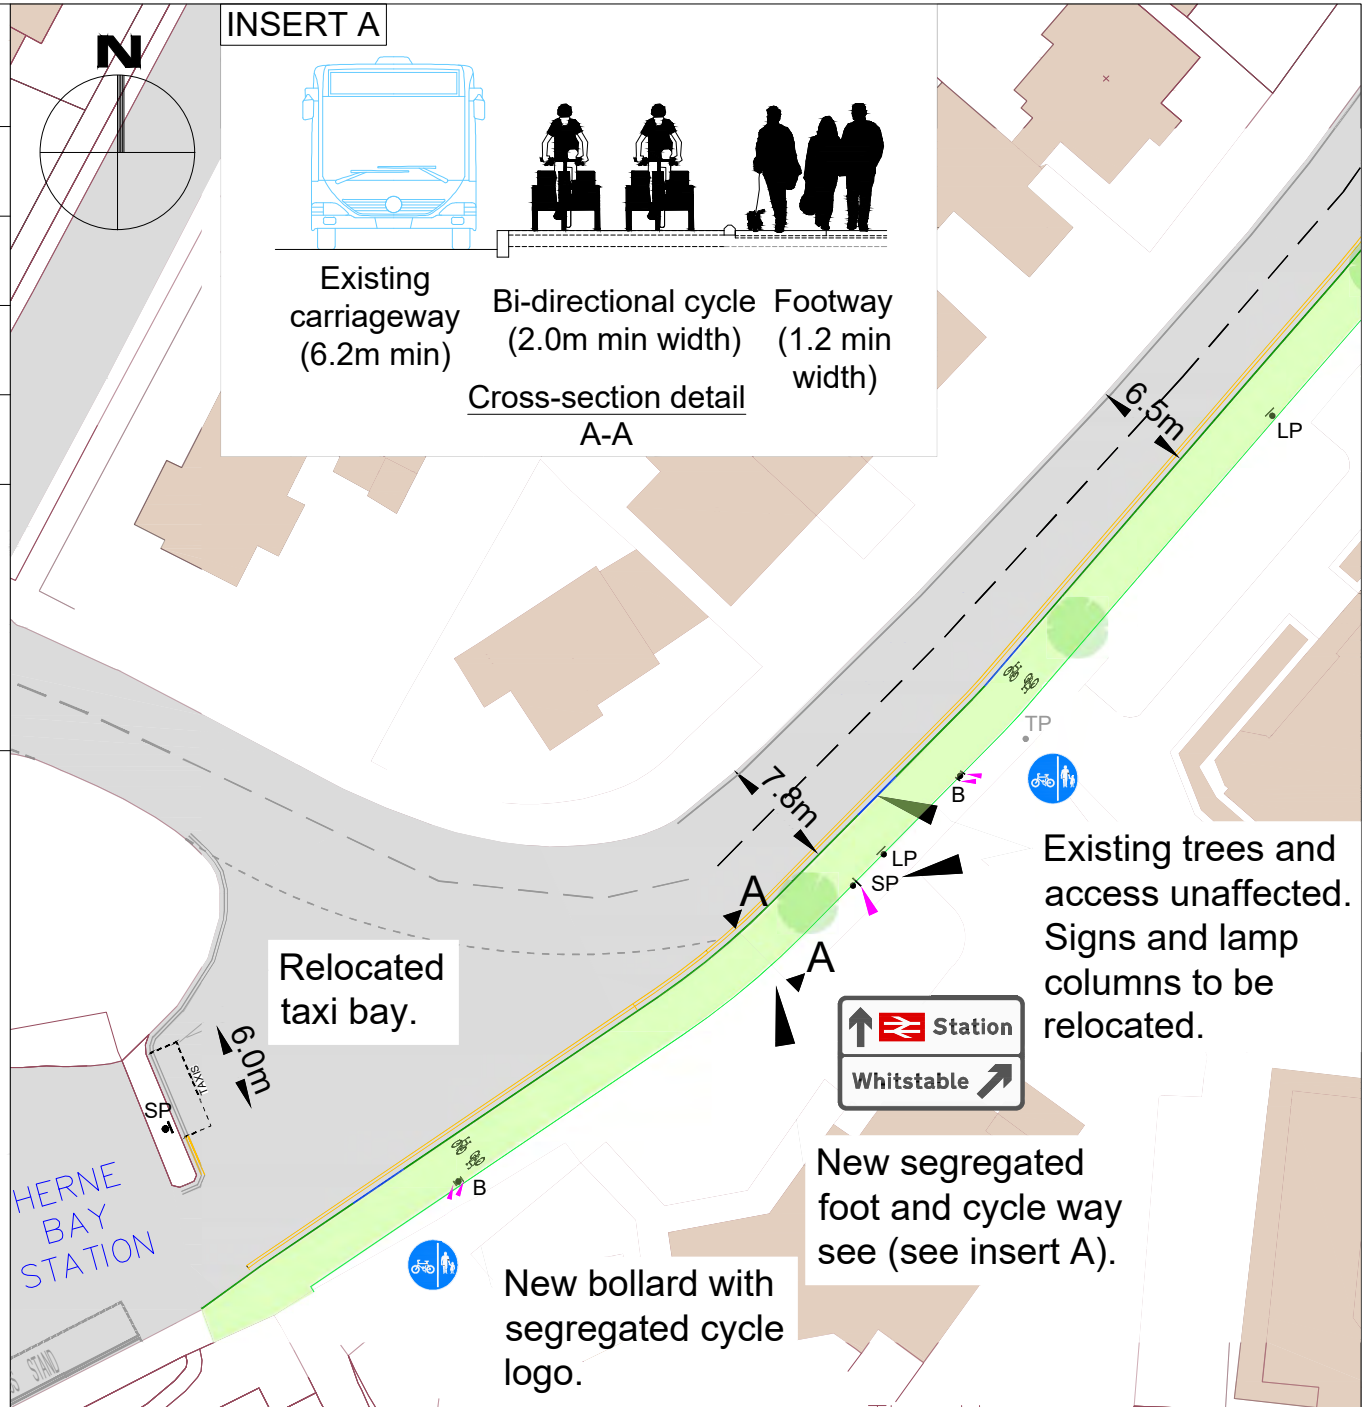 INSERT A
N
Existing
carriageway
(6.2m min)
Bi-directional cycle
(2.0m min width)
Footway
(1.2 min
width)
Cross-section detail
A-A
6.5m
LP
TP
B
7.8m
LP
SP
A
A
Existing trees and
access unaffected.
Signs and lamp
columns to be
relocated.
Relocated
taxi bay.
Station
Whitstable
6.0m
TAXIS
SP
New segregated
foot and cycle way
see (see insert A).
HERNE
BAY
STATION
B
New bollard with
segregated cycle
logo.
STAND